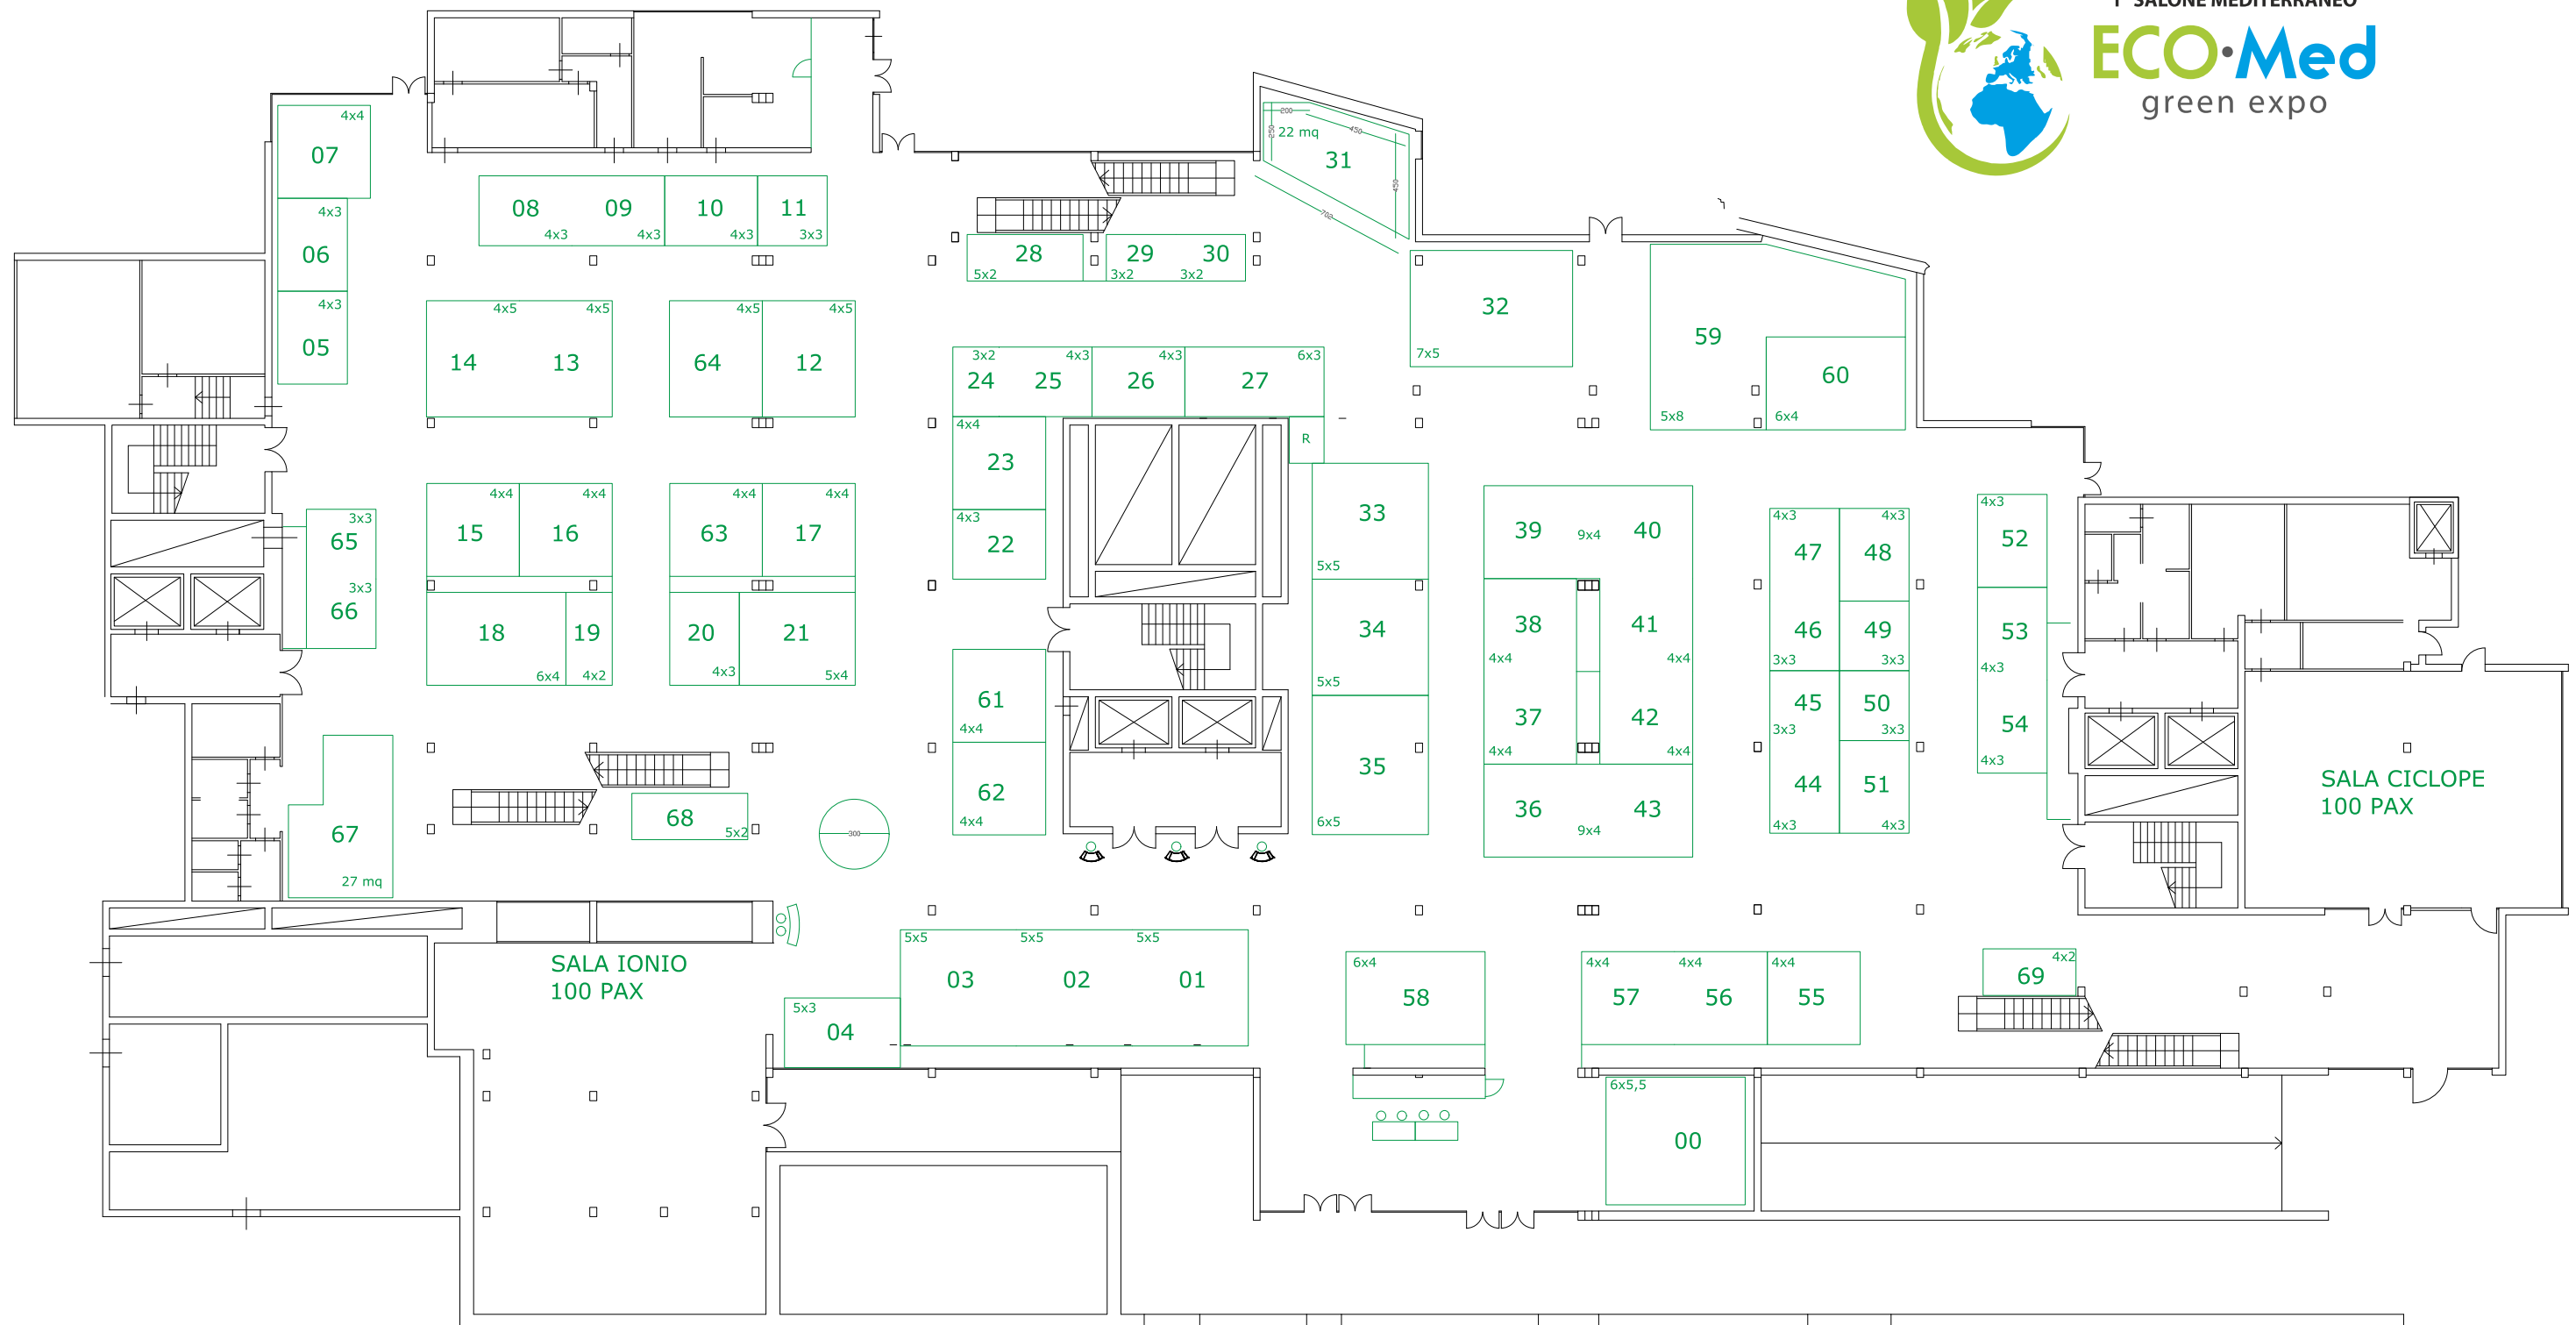 1° SALONE MEDITERRANEO
ECO•Med
green expo
4x4
07
4x3
06
4x3
05
08
4x3
09
4x3
10
4x3
11
3x3
28
5x2
29
3x2
30
3x2
200
250
22 mq
450
31
450
702
32
7x5
59
5x8
60
6x4
4x5
14
4x5
13
4x5
64
4x5
12
3x2
24
4x3
25
4x3
26
6x3
27
R
4x4
23
4x3
22
4x4
15
4x4
16
4x4
63
4x4
17
3x3
65
3x3
66
18
6x4
19
4x2
20
4x3
21
5x4
61
4x4
62
4x4
33
5x5
34
5x5
35
6x5
39
9x4
40
38
4x4
41
4x4
37
4x4
42
4x4
36
9x4
43
4x3
47
4x3
48
46
3x3
49
3x3
45
3x3
50
3x3
44
4x3
51
4x3
4x3
52
53
4x3
54
4x3
SALA CICLOPE
100 PAX
67
27 mq
68
5x2
300
SALA IONIO
100 PAX
5x3
04
5x5
03
5x5
02
5x5
01
6x4
58
4x4
57
4x4
56
4x4
55
4x2
69
6x5,5
00